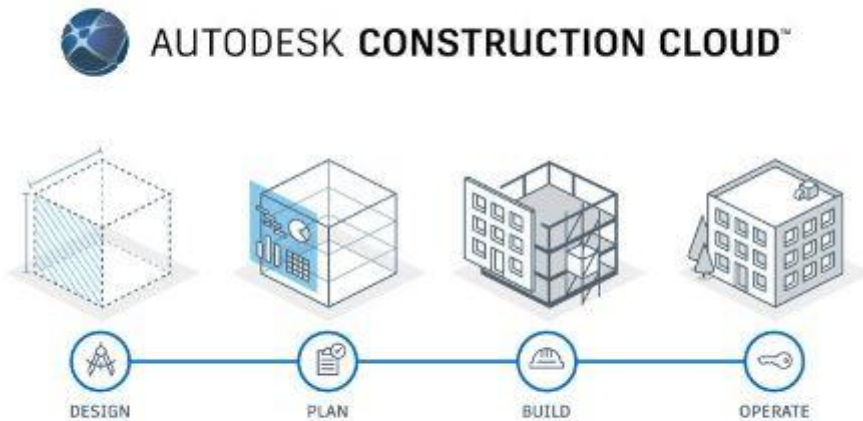 AUTODESK CONSTRUCTION CLOUD™
DESIGN
PLAN
BUILD
OPERATE